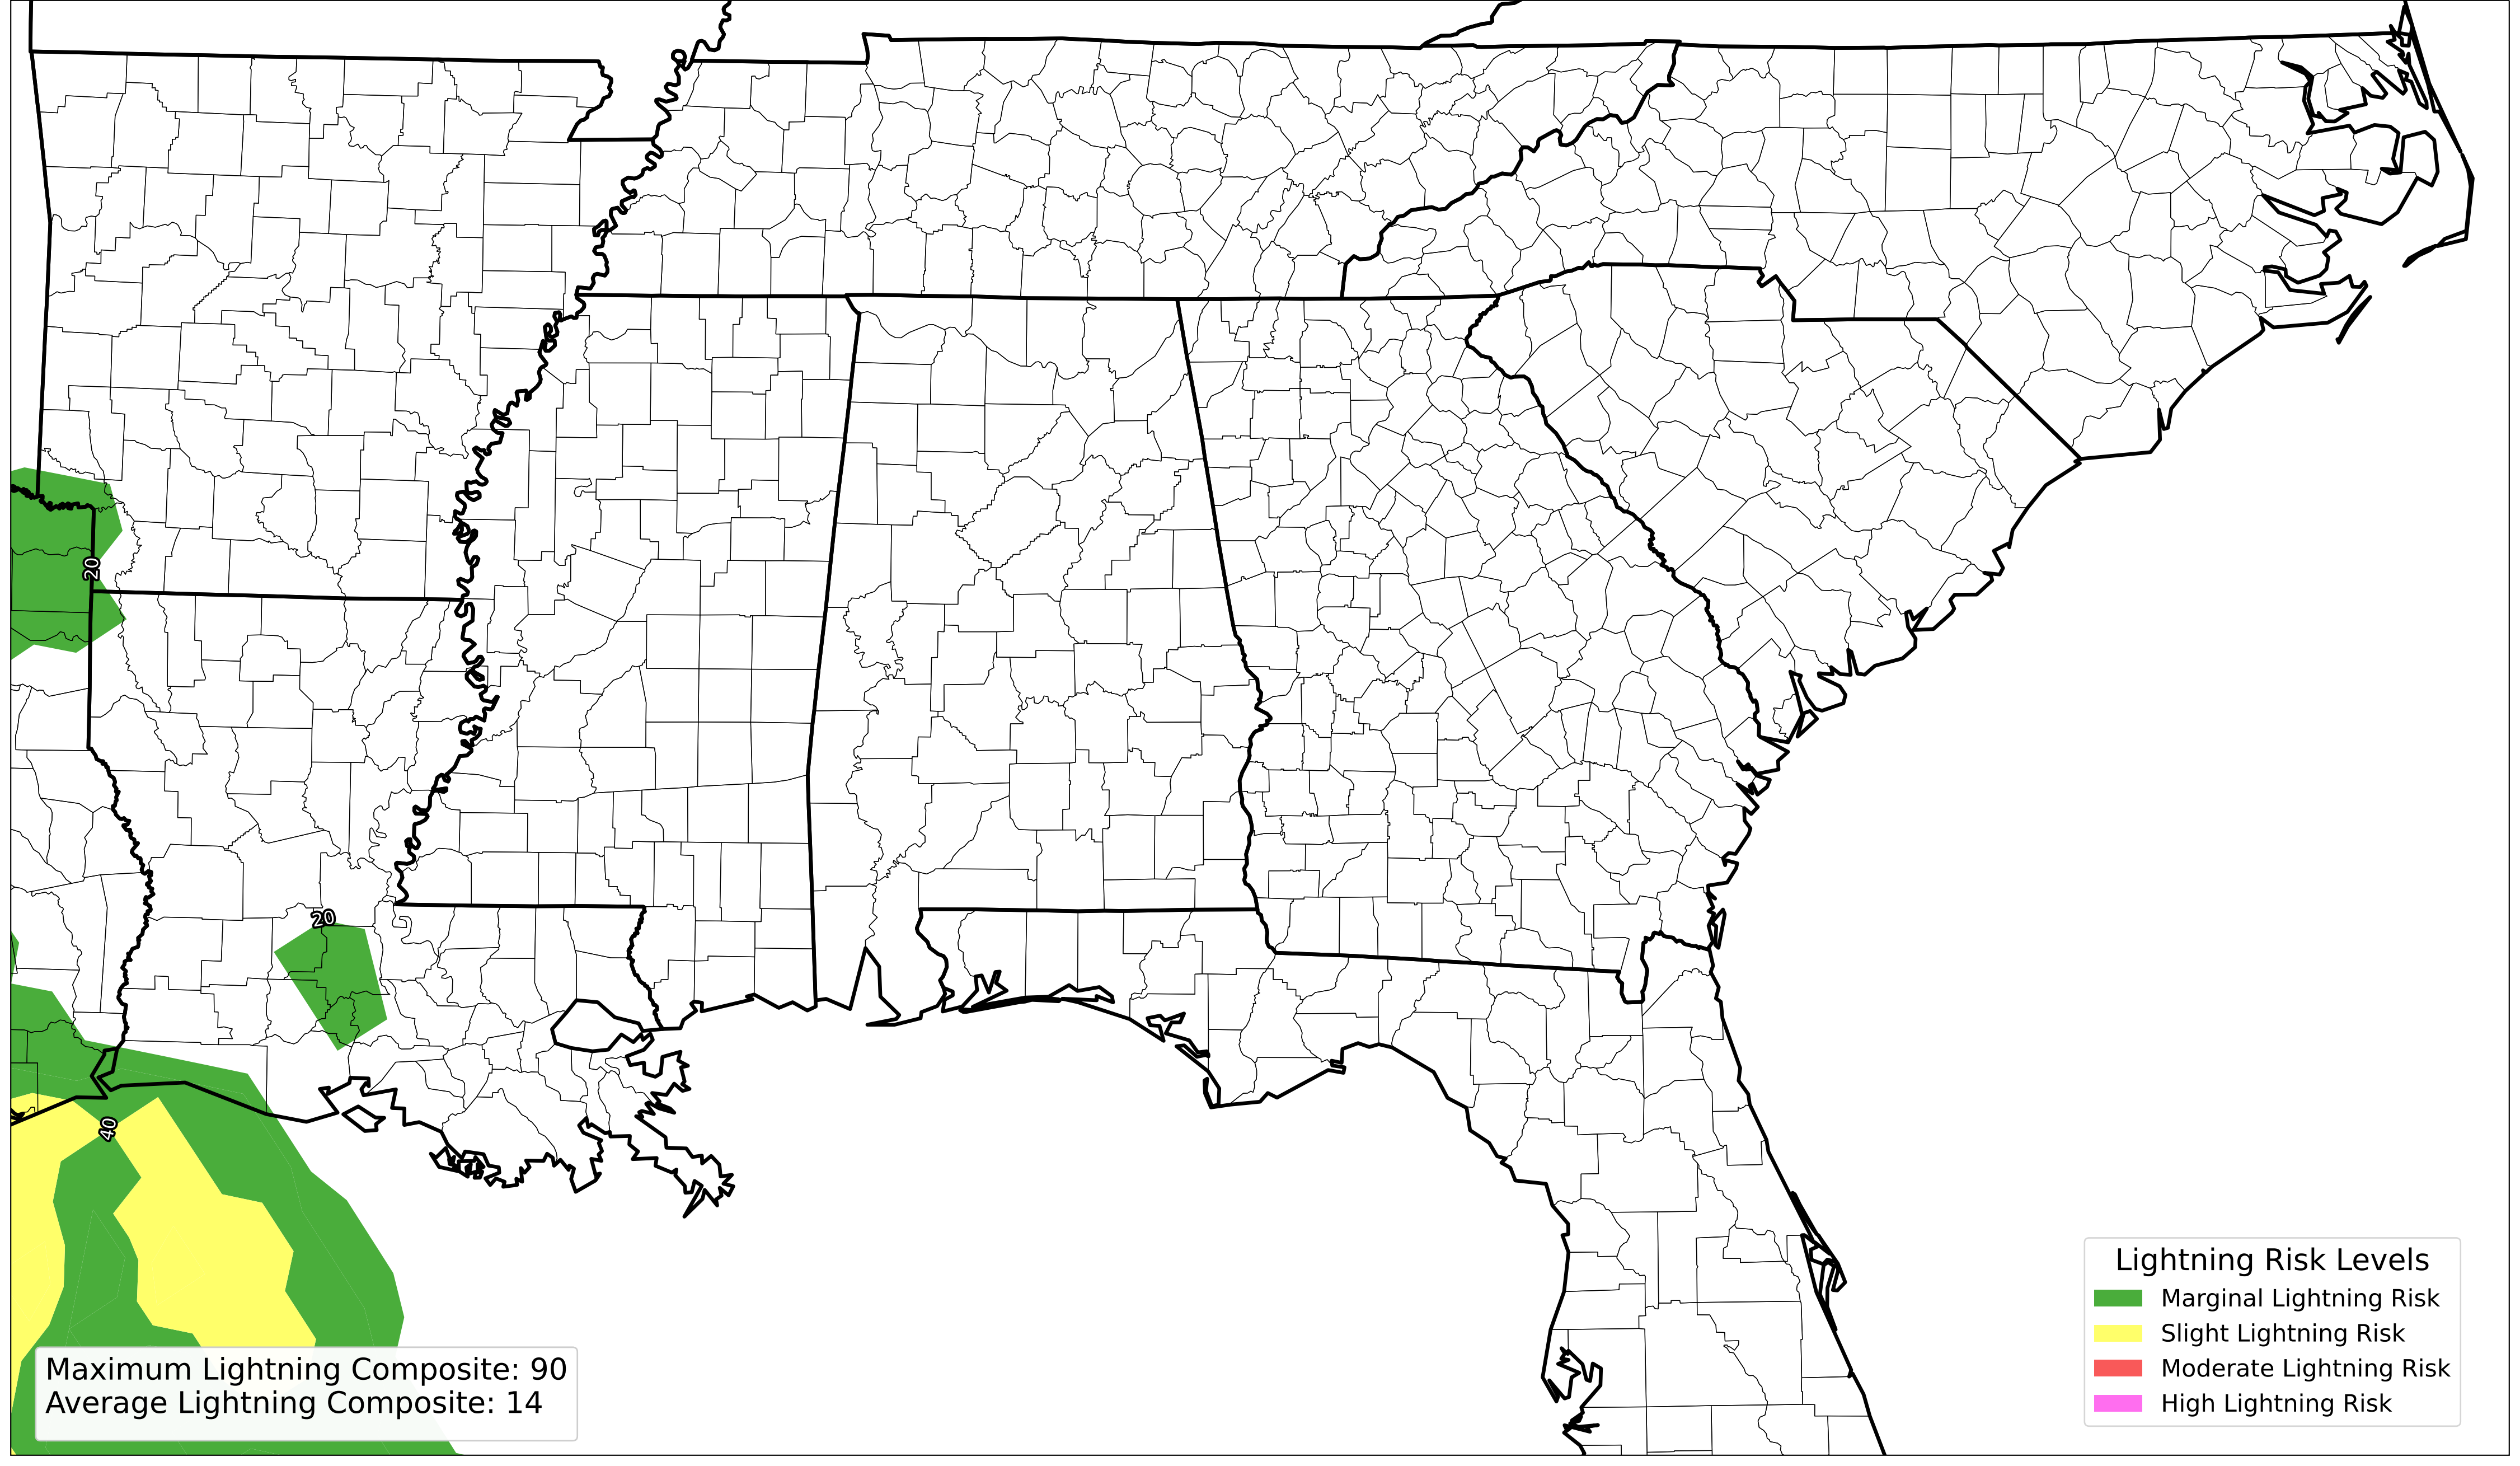 20
20
40
Maximum Lightning Composite: 90
Average Lightning Composite: 14
Lightning Risk Levels
Marginal Lightning Risk
Slight Lightning Risk
Moderate Lightning Risk
High Lightning Risk